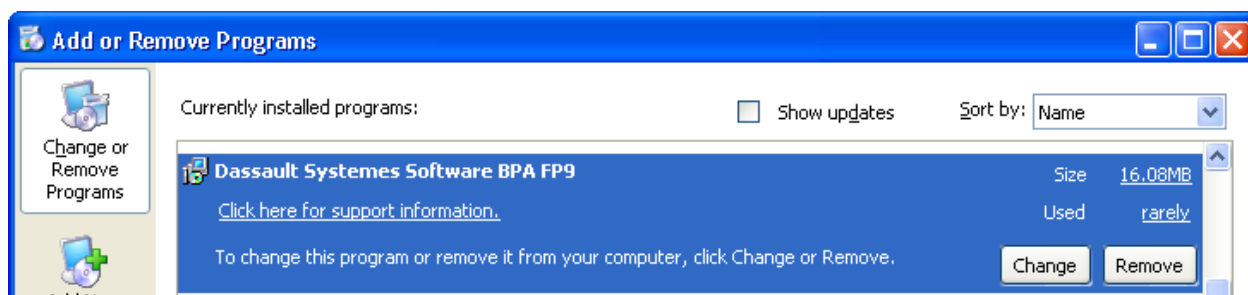 Add or Remove Programs
Currently installed programs:
Show updates
Sort by: Name
Change or
Remove
Programs
Dassault Systemes Software BPA FP9
Size 16.08MB
Click here for support information.
Used rarely
To change this program or remove it from your computer, click Change or Remove.
Change Remove